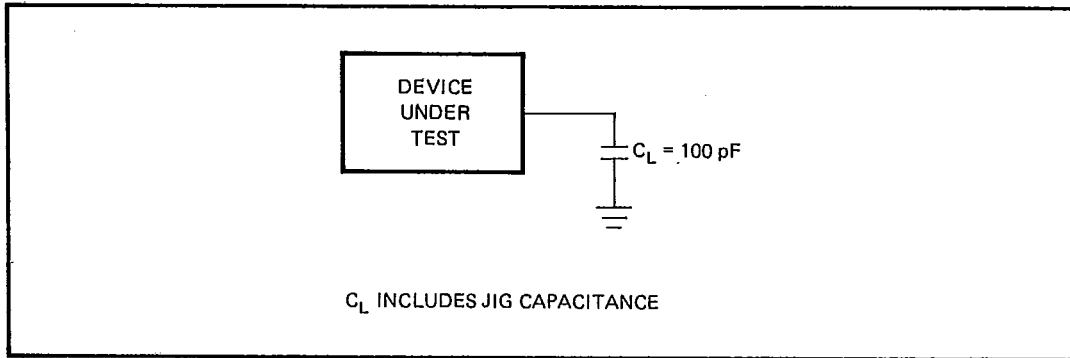 DEVICE
UNDER
TEST
C_L = 100 pF
C_L INCLUDES JIG CAPACITANCE